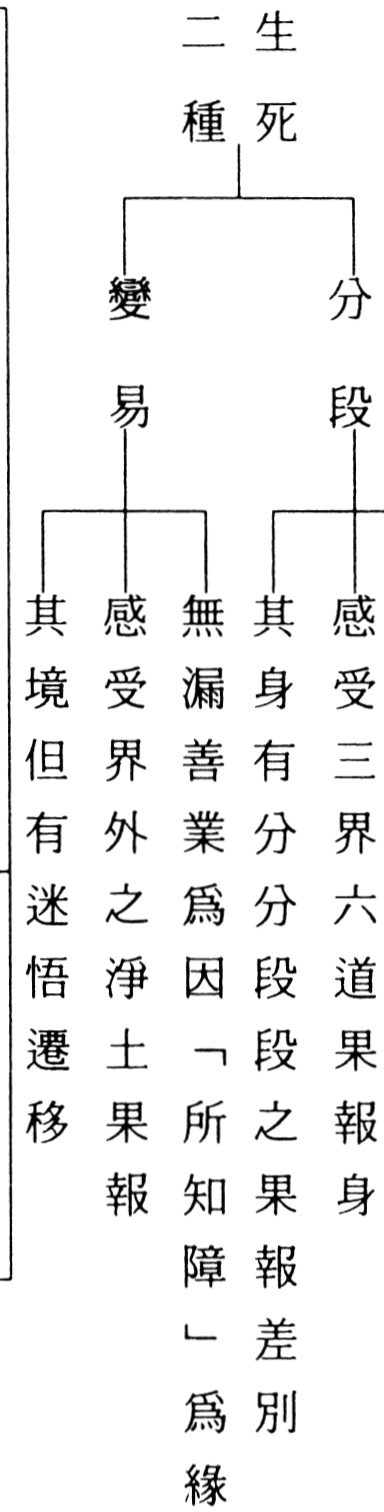 生死
二種
分段
感受三界六道果報身
其身有分分段段之果報差別
變易
無漏善業爲因「所知障」爲緣
感受界外之淨土果報
其境但有迷悟遷移